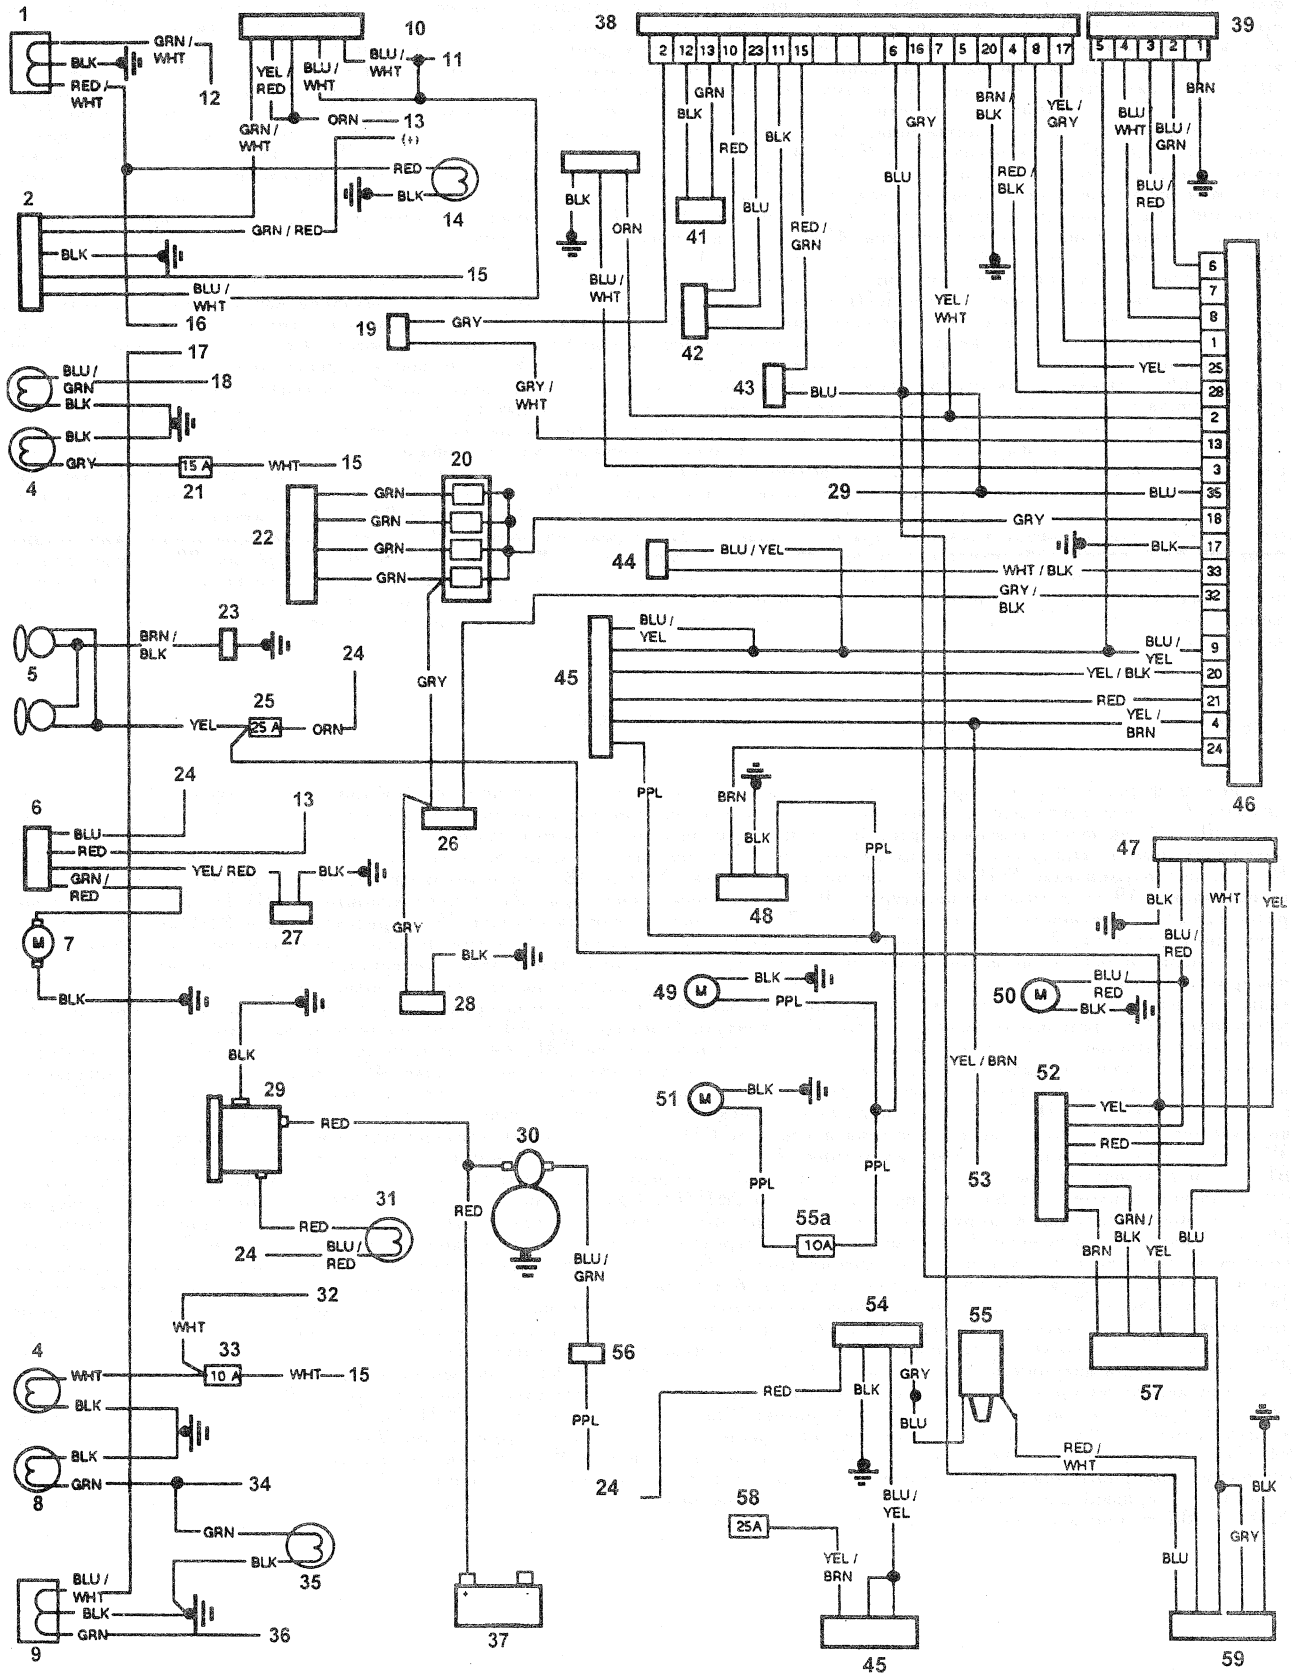 1
GRN /
WHT
BLK
RED /
WHT
12
10
11
BLU /
WHT
YEL /
RED
BLU /
WHT
ORN
13
(+)
GRN /
WHT
RED
BLK
14
2
GRN / RED
BLK
15
BLU /
WHT
16
17
BLU /
GRN
18
BLK
BLK
GRY
4
15 A
21
WHT
15
19
GRY
GRY /
WHT
20
22
GRN
GRN
GRN
GRN
GRY
5
BRN /
BLK
23
24
YEL
25
25 A
ORN
24
6
BLU
RED
13
YEL / RED
BLK
GRN /
RED
27
M
7
BLK
26
GRY
BLK
28
BLK
29
RED
30
31
RED
RED
24
BLU /
RED
BLU /
GRN
32
WHT
33
4
WHT
10 A
WHT
15
BLK
BLK
GRN
8
34
GRN
BLK
35
BLU /
WHT
BLK
GRN
9
36
56
PPL
24
37
+
38
2
12
13
10
23
11
15
6
16
7
5
20
4
8
17
39
5
4
3
2
1
BLK
GRN
RED
BLU
BLK
RED /
GRN
BLU
GRY
YEL /
WHT
BRN /
BLK
RED /
BLK
YEL /
GRY
BLU
WHT
BLU /
RED
BLU /
GRN
BRN
BLK
BLU /
WHT
ORN
41
42
43
BLU
6
7
8
1
YEL
25
28
2
13
3
29
BLU
35
GRY
18
BLK
17
44
BLU / YEL
WHT / BLK
33
GRY /
BLK
32
45
BLU /
YEL
BLU /
YEL
9
YEL / BLK
20
RED
21
YEL /
BRN
4
24
46
PPL
BRN
BLK
PPL
48
47
BLK
BLU /
RED
WHT
YEL
49
M
BLK
PPL
50
M
BLU /
RED
BLK
51
M
BLK
PPL
PPL
YEL / BRN
53
52
YEL
RED
GRN /
BLK
BRN
YEL
BLU
55a
10A
57
54
RED
BLK
GRY
BLU
55
RED /
WHT
BLU /
YEL
58
25A
YEL /
BRN
45
BLU
GRY
BLK
59